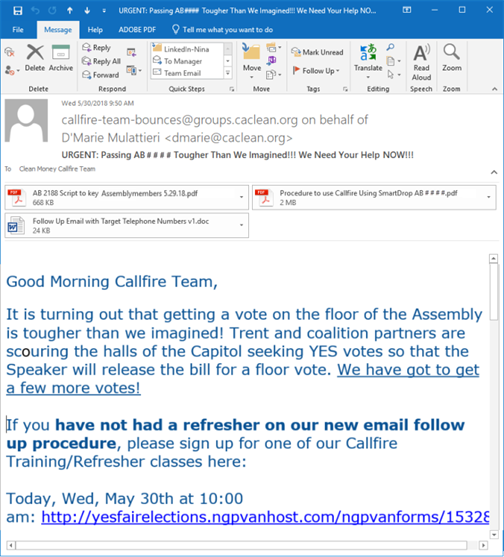 URGENT: Passing AB#### Tougher Than We Imagined!!! We Need Your Help NOW...
File Message Help ADOBE PDF Tell me what you want to do
Delete Archive
Reply
Reply All
Forward
LinkedIn-Nina
To Manager
Team Email
Move
Mark Unread
Follow Up
Translate
Read Aloud
Zoom
Delete Respond Quick Steps Move Tags Editing Speech Zoom
Wed 5/30/2018 9:50 AM
callfire-team-bounces@groups.caclean.org on behalf of
D'Marie Mulattieri <dmarie@caclean.org>
URGENT: Passing AB#### Tougher Than We Imagined!!! We Need Your Help NOW!!!
To Clean Money Callfire Team
AB 2188 Script to key Assemblymembers 5.29.18.pdf
668 KB
Procedure to use Callfire Using SmartDrop AB ####.pdf
2 MB
Follow Up Email with Target Telephone Numbers v1.doc
24 KB
Good Morning Callfire Team,
It is turning out that getting a vote on the floor of the Assembly
is tougher than we imagined! Trent and coalition partners are
scouring the halls of the Capitol seeking YES votes so that the
Speaker will release the bill for a floor vote. We have got to get
a few more votes!
If you have not had a refresher on our new email follow
up procedure, please sign up for one of our Callfire
Training/Refresher classes here:
Today, Wed, May 30th at 10:00
am: http://yesfairelections.ngpvanhost.com/ngpvanforms/15328